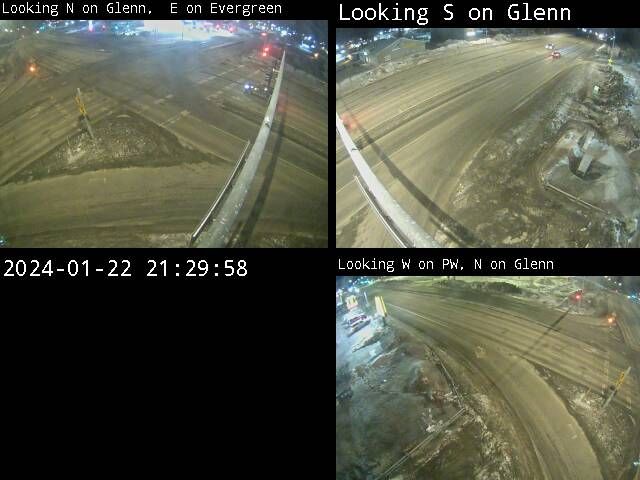 Looking N on Glenn,  E on Evergreen
Looking S on Glenn
2024-01-22 21:29:58
Looking W on PW, N on Glenn